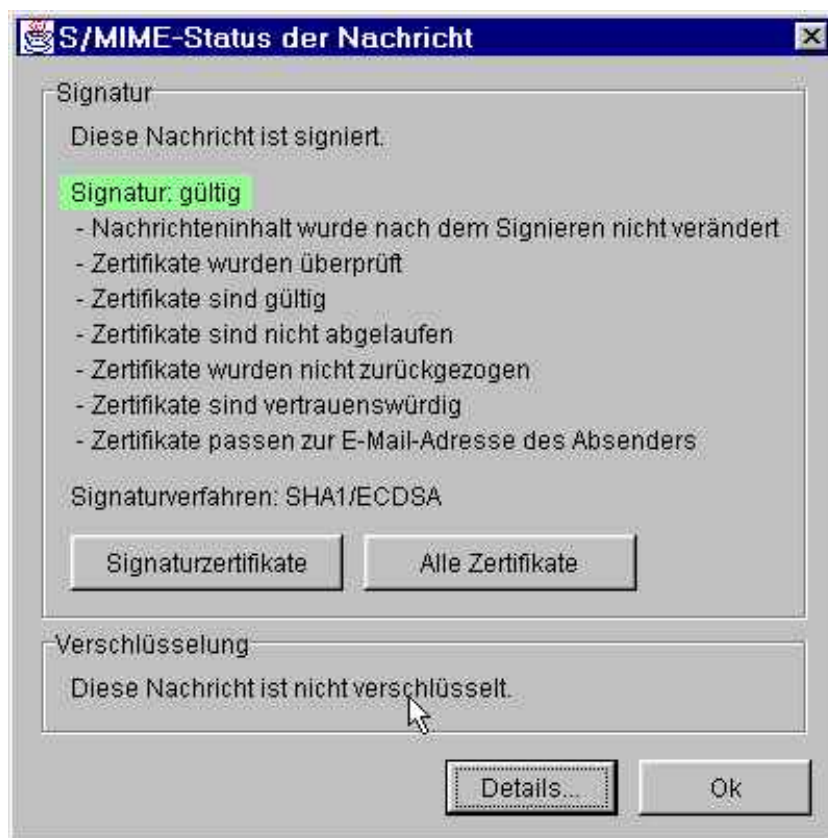 S/MIME-Status der Nachricht
Signatur
Diese Nachricht ist signiert.
Signatur: gültig
- Nachrichteninhalt wurde nach dem Signieren nicht verändert
- Zertifikate wurden überprüft
- Zertifikate sind gültig
- Zertifikate sind nicht abgelaufen
- Zertifikate wurden nicht zurückgezogen
- Zertifikate sind vertrauenswürdig
- Zertifikate passen zur E-Mail-Adresse des Absenders
Signaturverfahren: SHA1/ECDSA
Signaturzertifikate Alle Zertifikate
Verschlüsselung
Diese Nachricht ist nicht verschlüsselt.
Details... Ok